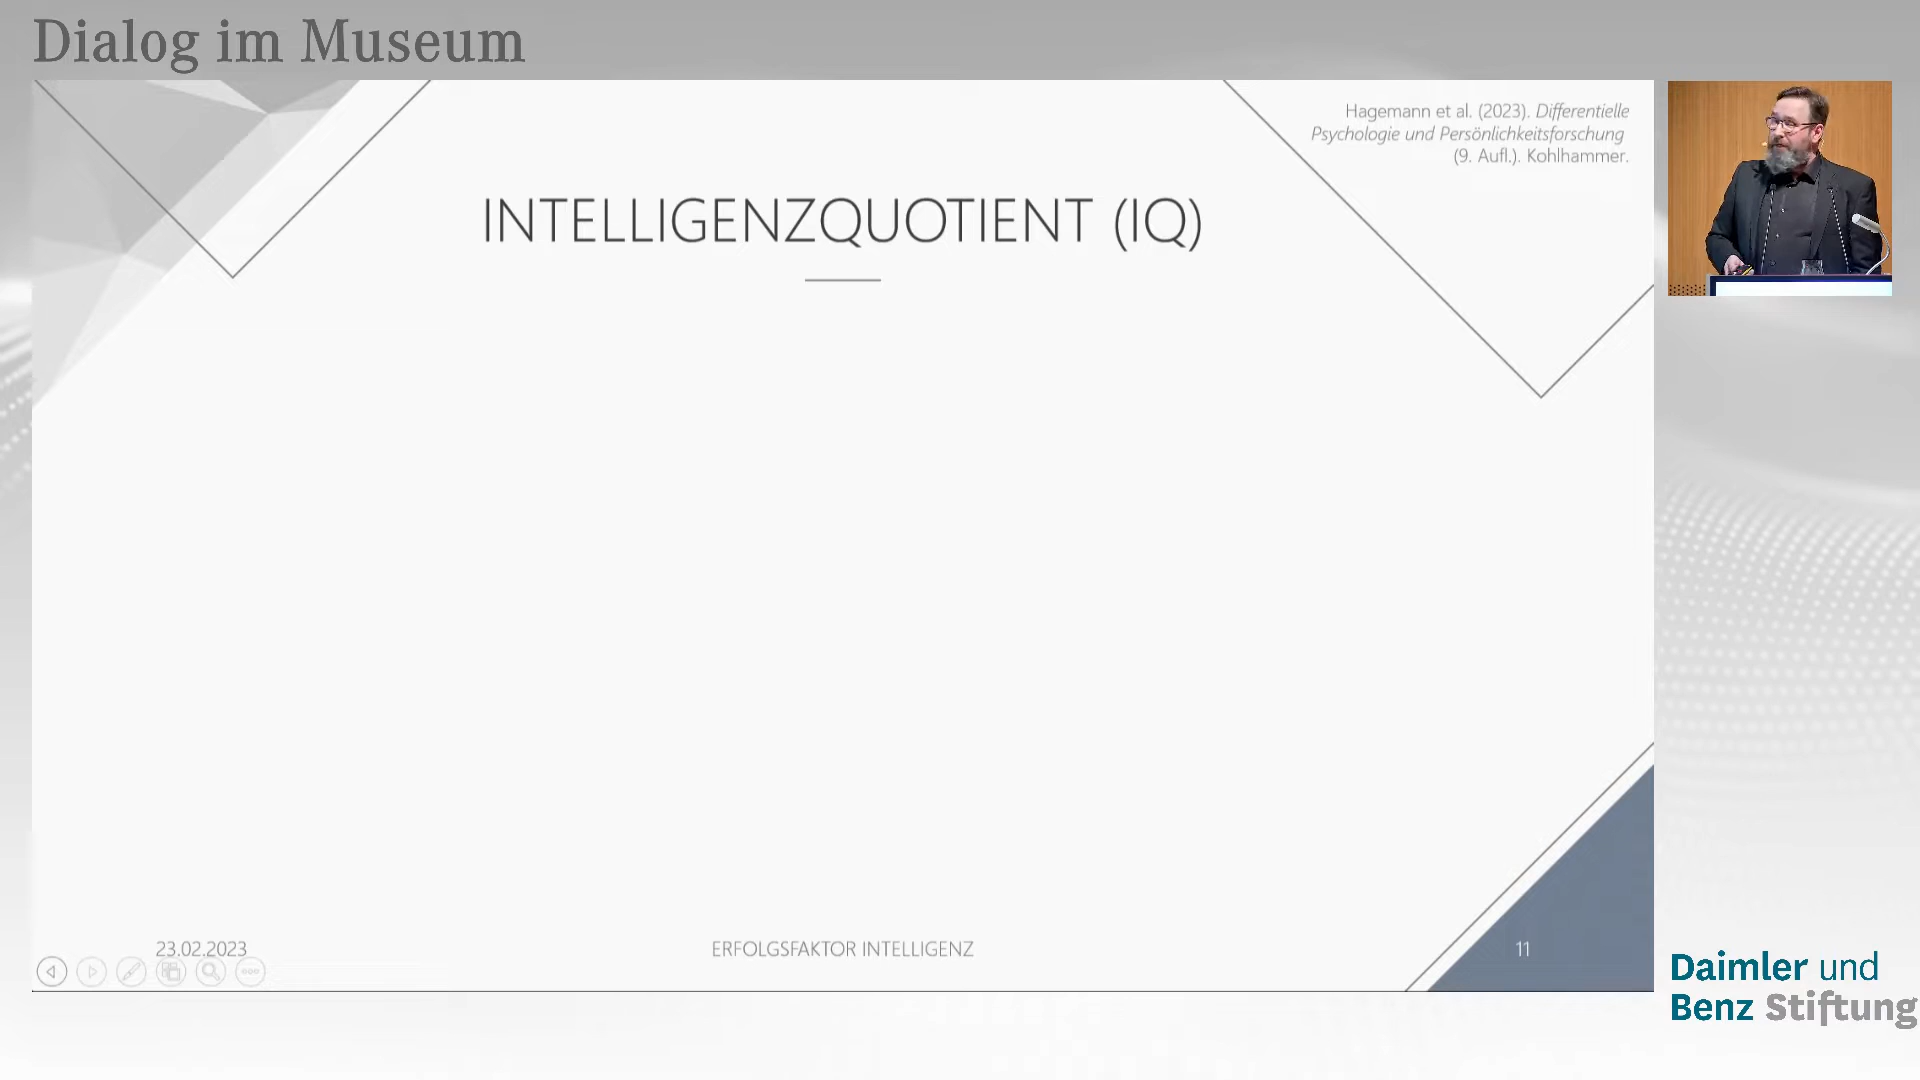 Dialog im Museum
Hagemann et al. (2023). Differentielle
Psychologie und Persönlichkeitsforschung
(9. Aufl.). Kohlhammer.
INTELLIGENZQUOTIENT (IQ)
23.02.2023
ERFOLGSFAKTOR INTELLIGENZ
11
Daimler und
Benz Stiftung